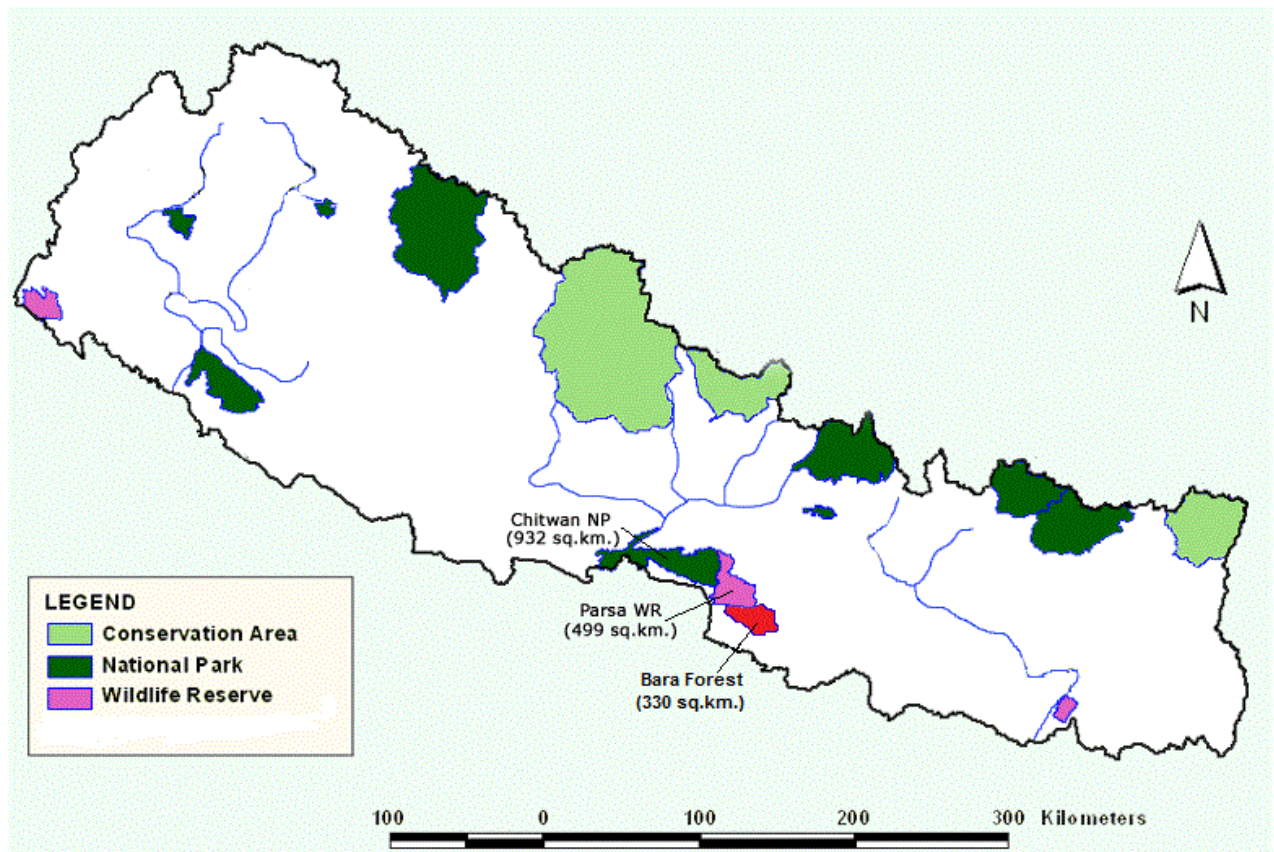 N
Chitwan NP
(932 sq.km.)
Parsa WR
(499 sq.km.)
Bara Forest
(330 sq.km.)
LEGEND
Conservation Area
National Park
Wildlife Reserve
100 0 100 200 300 Kilometers